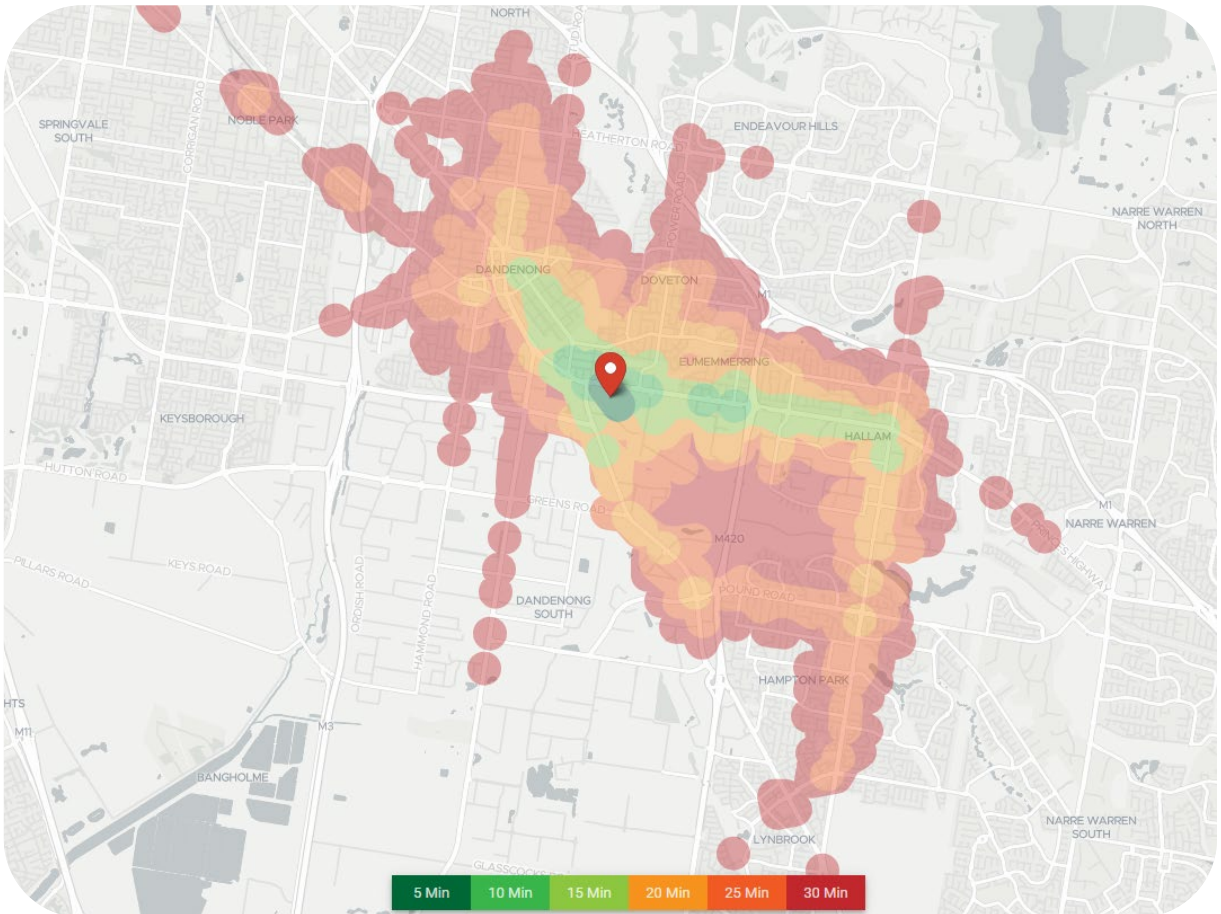 NORTH
STUD ROA
SPRINGVALE
SOUTH
CORRIGAN ROAD
NOBLE PARK
HEATHERTON ROAD
ENDEAVOUR HILLS
POWER ROAD
NARRE WARREN
NORTH
DANDENONG
DOVETON
M1
EUMEMMERRING
KEYSBOROUGH
HALLAM
HUTTON ROAD
GREENS ROAD
M1
NARRE WARREN
PRINCES HIGHWAY
M420
PILLARS ROAD
KEYS ROAD
ORDISH ROAD
HAMMOND ROAD
DANDENONG
SOUTH
POUND ROAD
HAMPTON PARK
HTS
M11
M3
BANGHOLME
NARRE WARREN
SOUTH
LYNBROOK
GLASSCOCKS
5 Min
10 Min
15 Min
20 Min
25 Min
30 Min